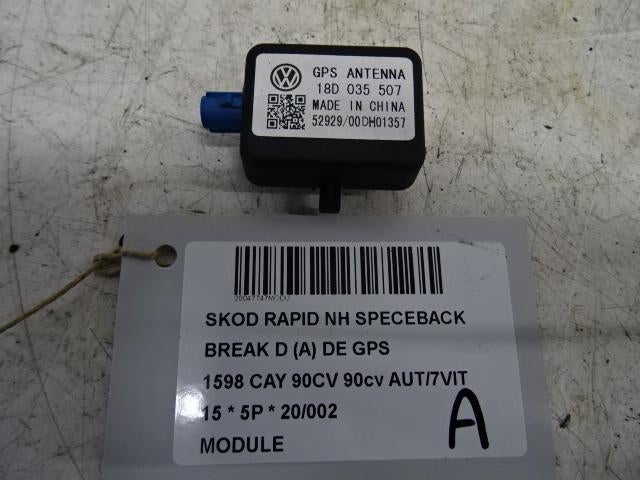 GPS ANTENNA
18D 035 507
MADE IN CHINA
52929/00DH01357
20047747MODU
SKOD RAPID NH SPECEBACK
BREAK D (A) DE GPS
1598 CAY 90CV 90cv AUT/7VIT
15 * 5P * 20/002
MODULE
A